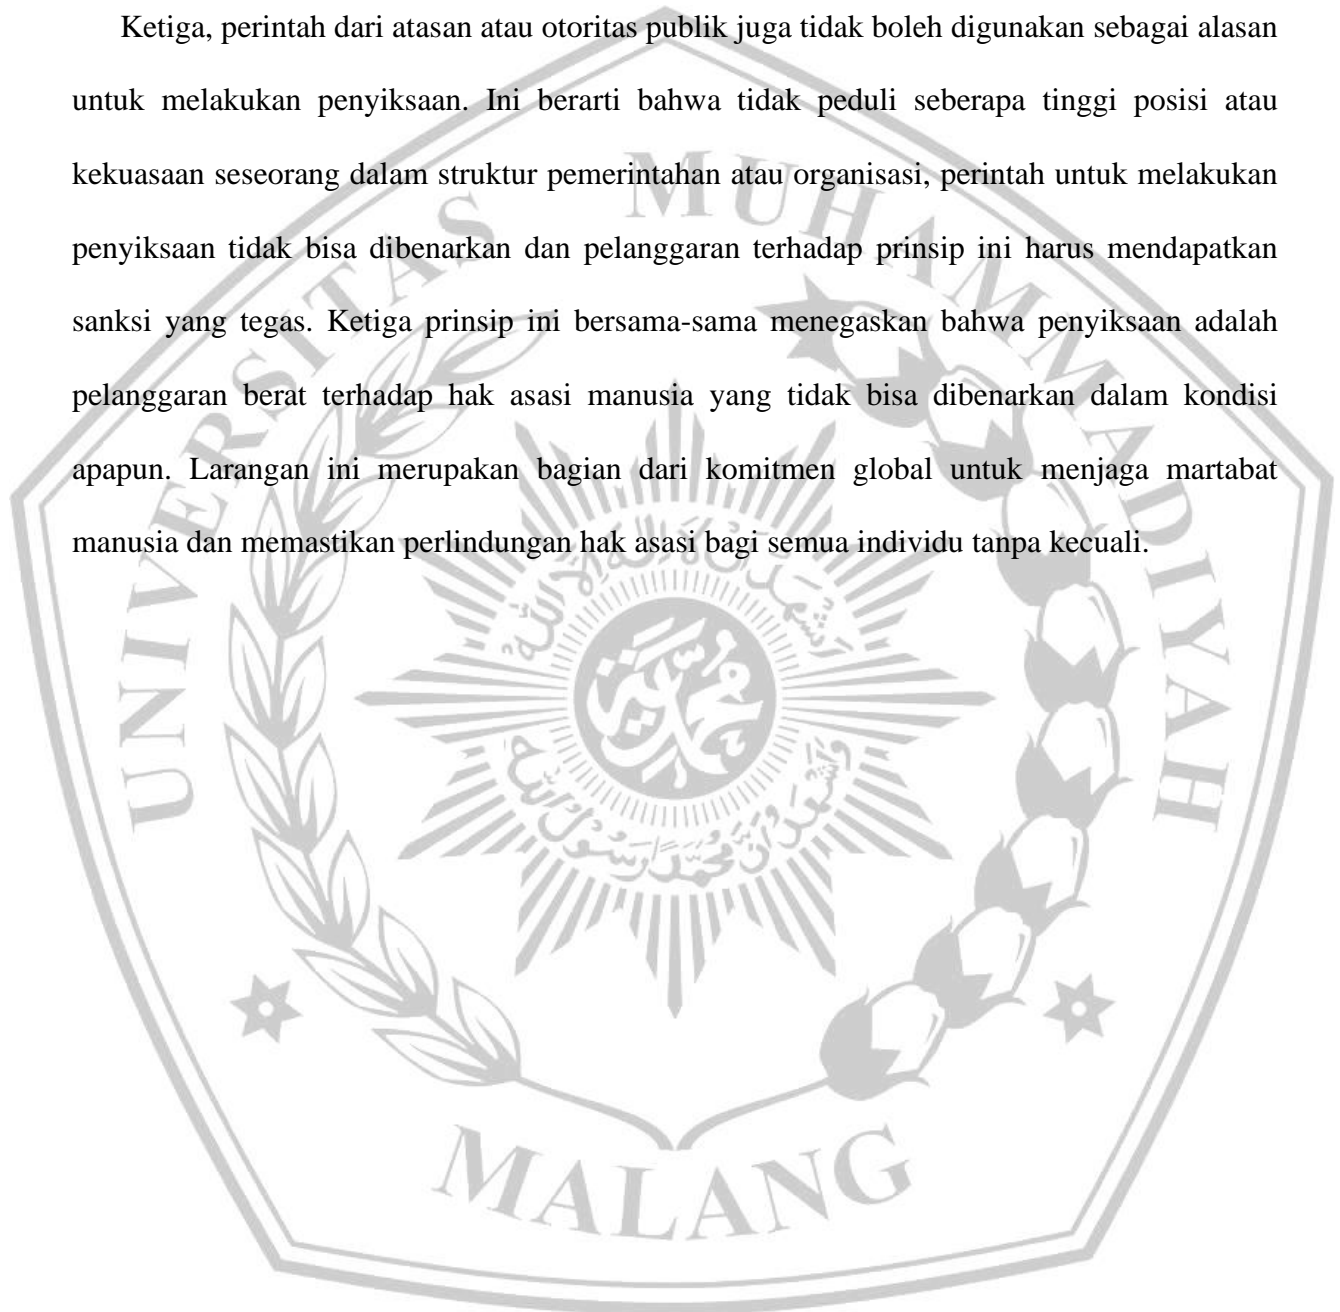 Ketiga, perintah dari atasan atau otoritas publik juga tidak boleh digunakan sebagai alasan
untuk melakukan penyiksaan. Ini berarti bahwa tidak peduli seberapa tinggi posisi atau
kekuasaan seseorang dalam struktur pemerintahan atau organisasi, perintah untuk melakukan
penyiksaan tidak bisa dibenarkan dan pelanggaran terhadap prinsip ini harus mendapatkan
sanksi yang tegas. Ketiga prinsip ini bersama-sama menegaskan bahwa penyiksaan adalah
pelanggaran berat terhadap hak asasi manusia yang tidak bisa dibenarkan dalam kondisi
apapun. Larangan ini merupakan bagian dari komitmen global untuk menjaga martabat
manusia dan memastikan perlindungan hak asasi bagi semua individu tanpa kecuali.
UNIVERSITAS MUHAMMADIYAH
MALANG